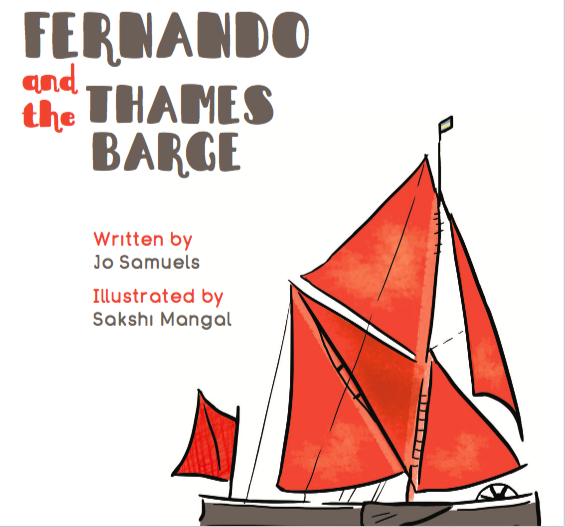 FERNANDO
and
the THAMES
BARGE
Written by
Jo Samuels
Illustrated by
Sakshi Mangal